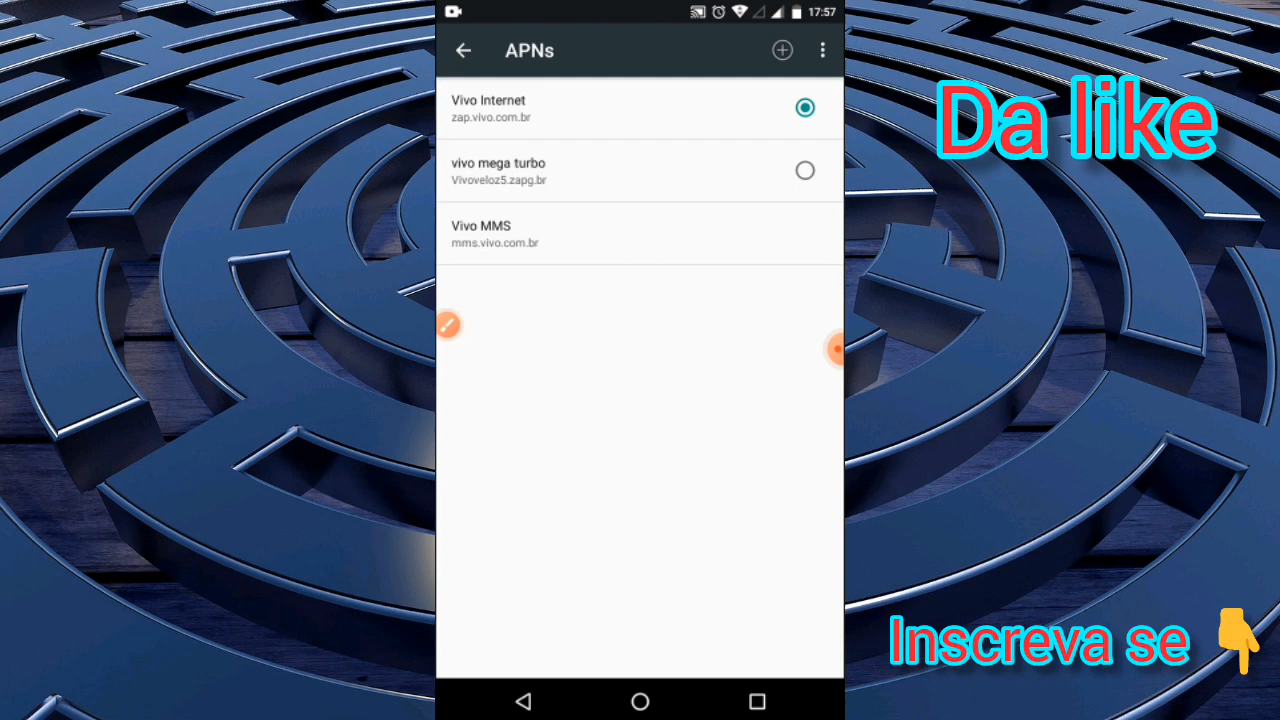 17:57
APNs
Da like
Vivo Internet
zap.vivo.com.br
vivo mega turbo
Vivoveloz5.zapg.br
Vivo MMS
mms.vivo.com.br
Inscreva se 👇